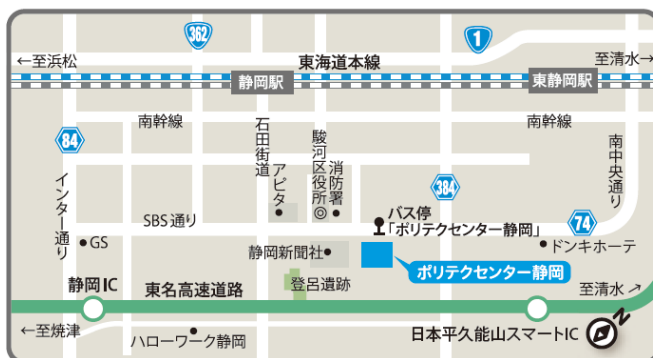 362
1
←至浜松
東海道本線
至清水→
静岡駅
東静岡駅
南幹線
南幹線
84
石田街道
アピタ
駿河区役所
消防署
384
南中央通り
インター通り
SBS通り
バス停
「ポリテクセンター静岡」
74
GS
静岡新聞社
ドンキホーテ
ポリテクセンター静岡
登呂遺跡
静岡IC
東名高速道路
至清水↗
←至焼津
ハローワーク静岡
日本平久能山スマートIC
N